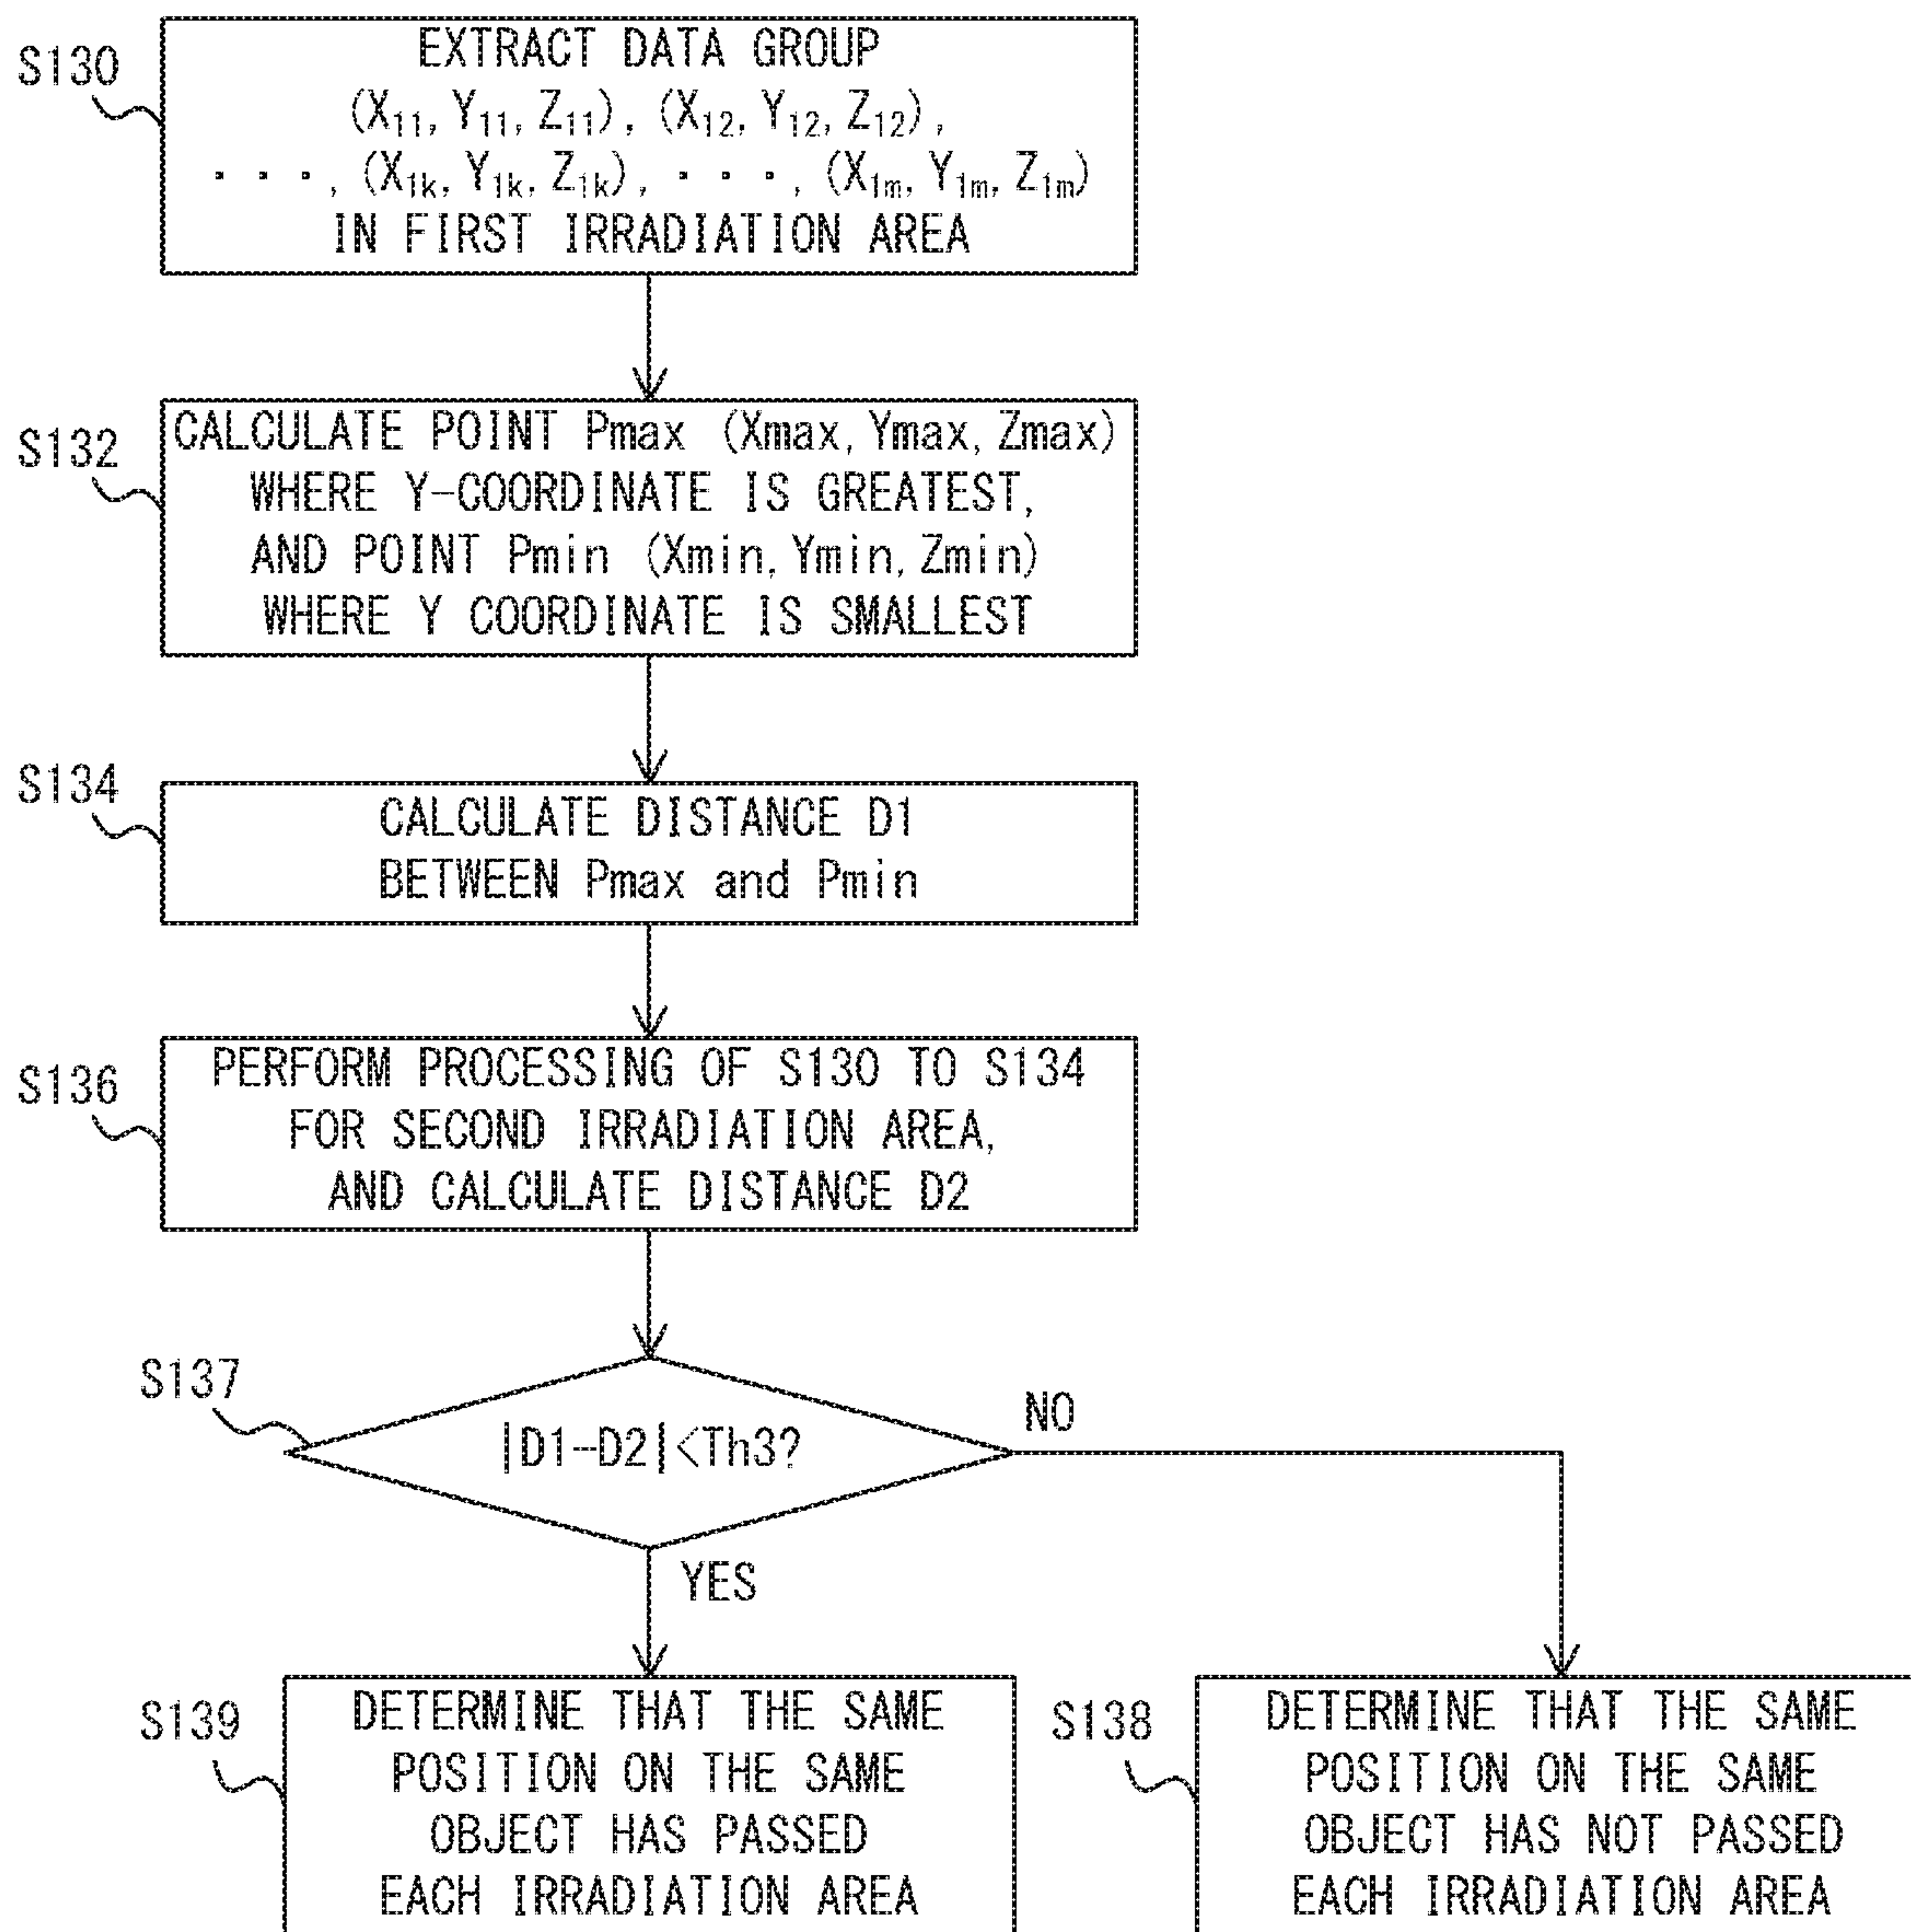 S130
EXTRACT DATA GROUP
(X11, Y11, Z11), (X12, Y12, Z12),
・・・, (X1k, Y1k, Z1k), ・・・, (X1m, Y1m, Z1m)
IN FIRST IRRADIATION AREA
S132
CALCULATE POINT Pmax (Xmax, Ymax, Zmax)
WHERE Y-COORDINATE IS GREATEST,
AND POINT Pmin (Xmin, Ymin, Zmin)
WHERE Y COORDINATE IS SMALLEST
S134
CALCULATE DISTANCE D1
BETWEEN Pmax and Pmin
S136
PERFORM PROCESSING OF S130 TO S134
FOR SECOND IRRADIATION AREA,
AND CALCULATE DISTANCE D2
S137
|D1-D2|<Th3?
NO
YES
S139
DETERMINE THAT THE SAME
POSITION ON THE SAME
OBJECT HAS PASSED
EACH IRRADIATION AREA
S138
DETERMINE THAT THE SAME
POSITION ON THE SAME
OBJECT HAS NOT PASSED
EACH IRRADIATION AREA